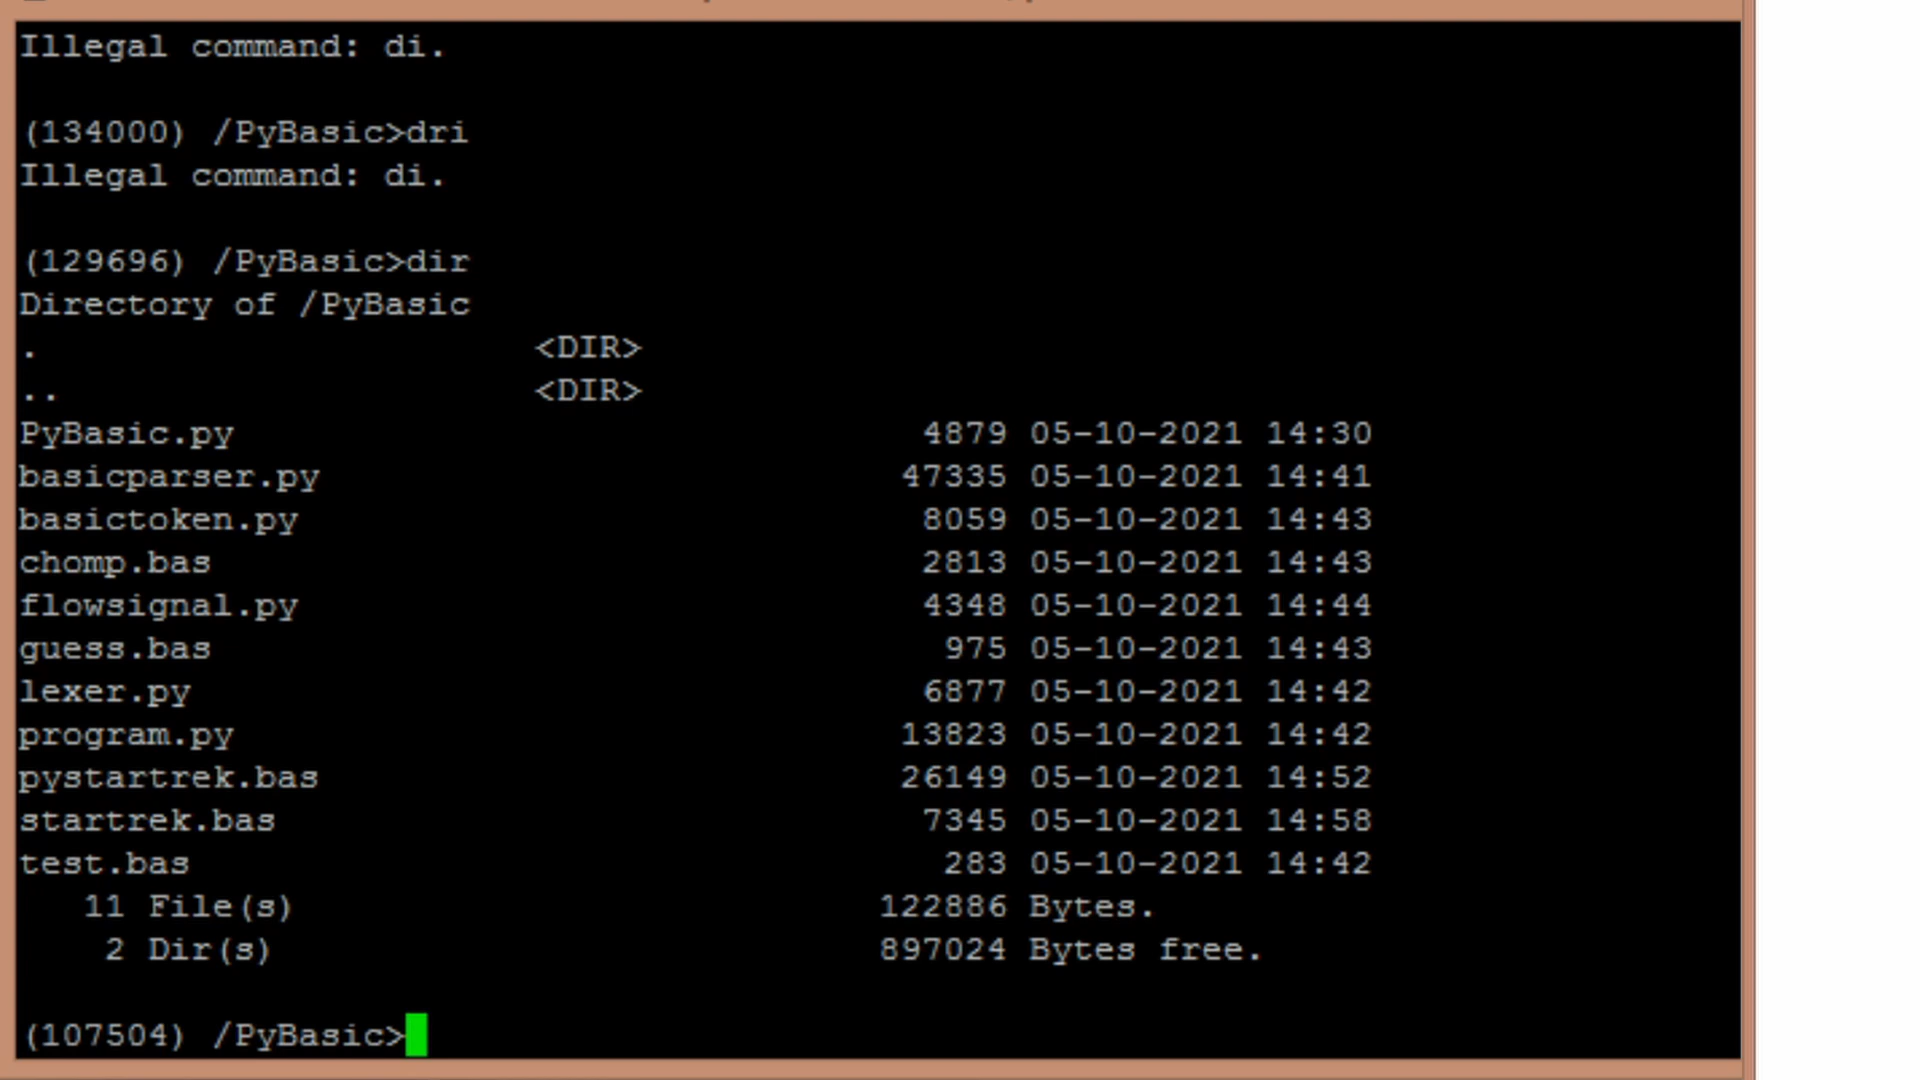 Illegal command: di.
(134000) /PyBasic>dri
Illegal command: di.
(129696) /PyBasic>dir
Directory of /PyBasic
. <DIR>
.. <DIR>
PyBasic.py 4879 05-10-2021 14:30
basicparser.py 47335 05-10-2021 14:41
basictoken.py 8059 05-10-2021 14:43
chomp.bas 2813 05-10-2021 14:43
flowsignal.py 4348 05-10-2021 14:44
guess.bas 975 05-10-2021 14:43
lexer.py 6877 05-10-2021 14:42
program.py 13823 05-10-2021 14:42
pystartrek.bas 26149 05-10-2021 14:52
startrek.bas 7345 05-10-2021 14:58
test.bas 283 05-10-2021 14:42
11 File(s) 122886 Bytes.
2 Dir(s) 897024 Bytes free.
(107504) /PyBasic>